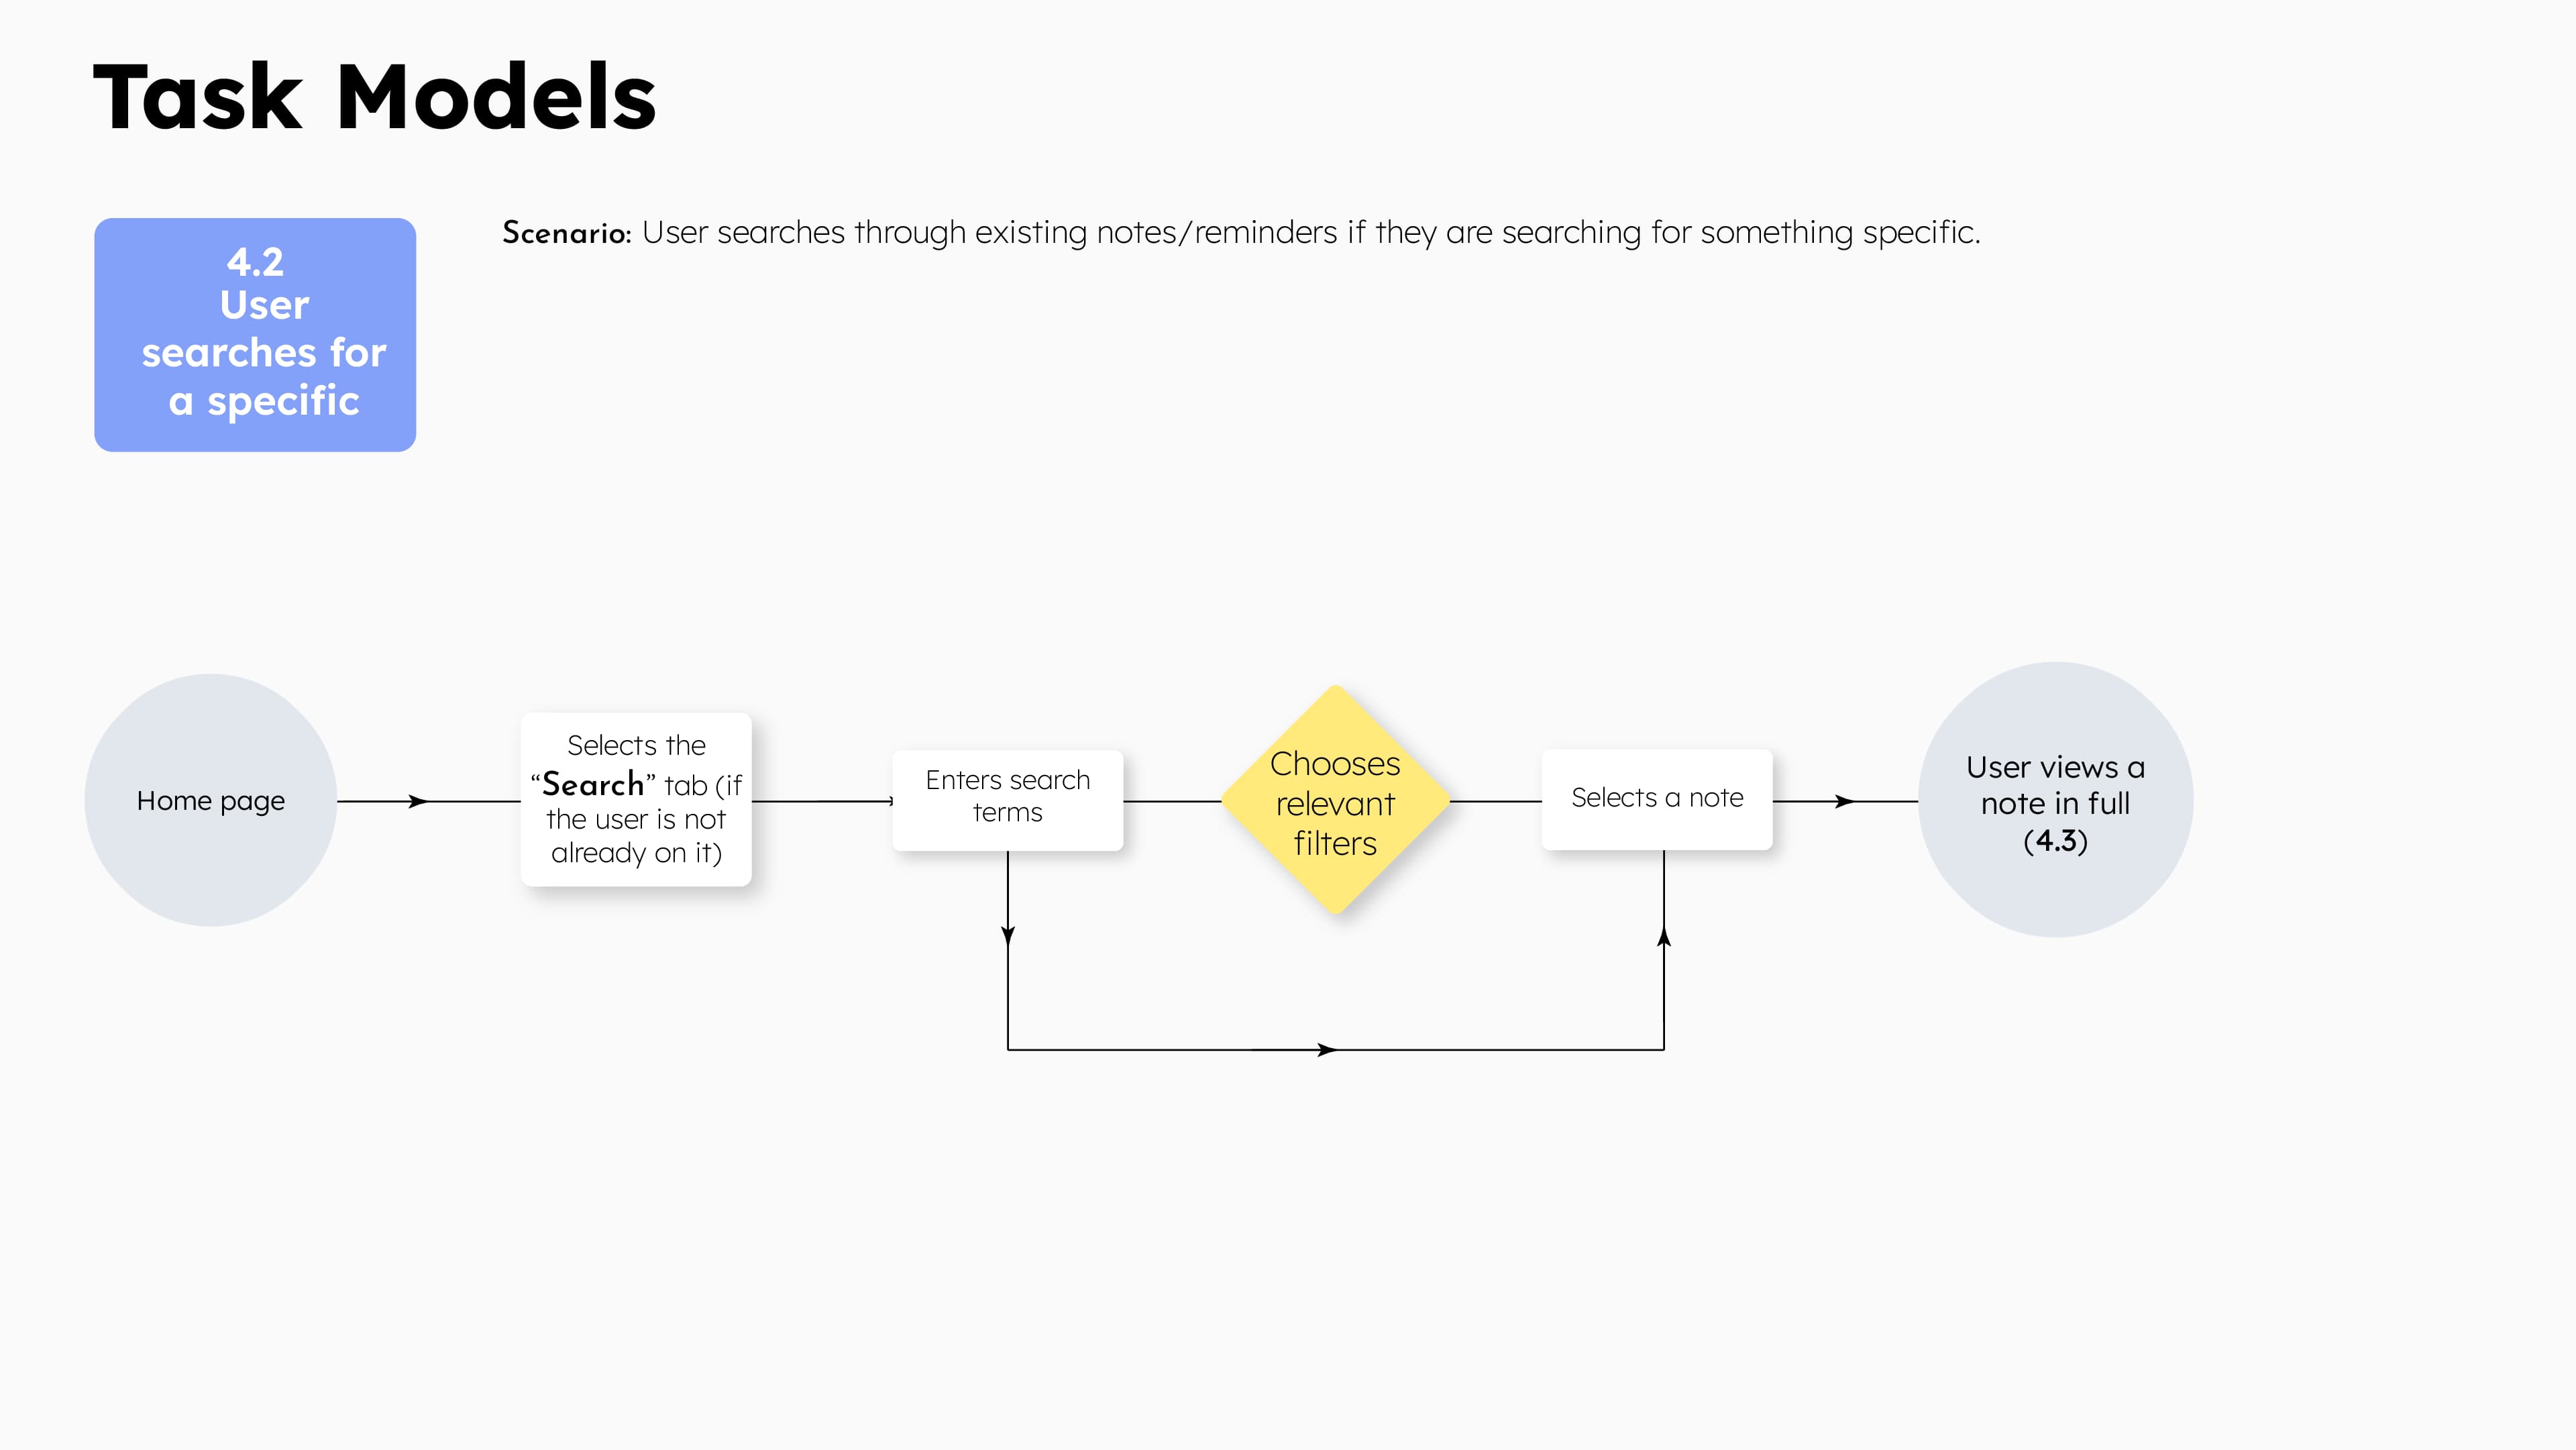 Task Models
4.2
User
searches for
a specific
Scenario: User searches through existing notes/reminders if they are searching for something specific.
Home page
Selects the
“Search” tab (if
the user is not
already on it)
Enters search
terms
Chooses
relevant
filters
Selects a note
User views a
note in full
(4.3)